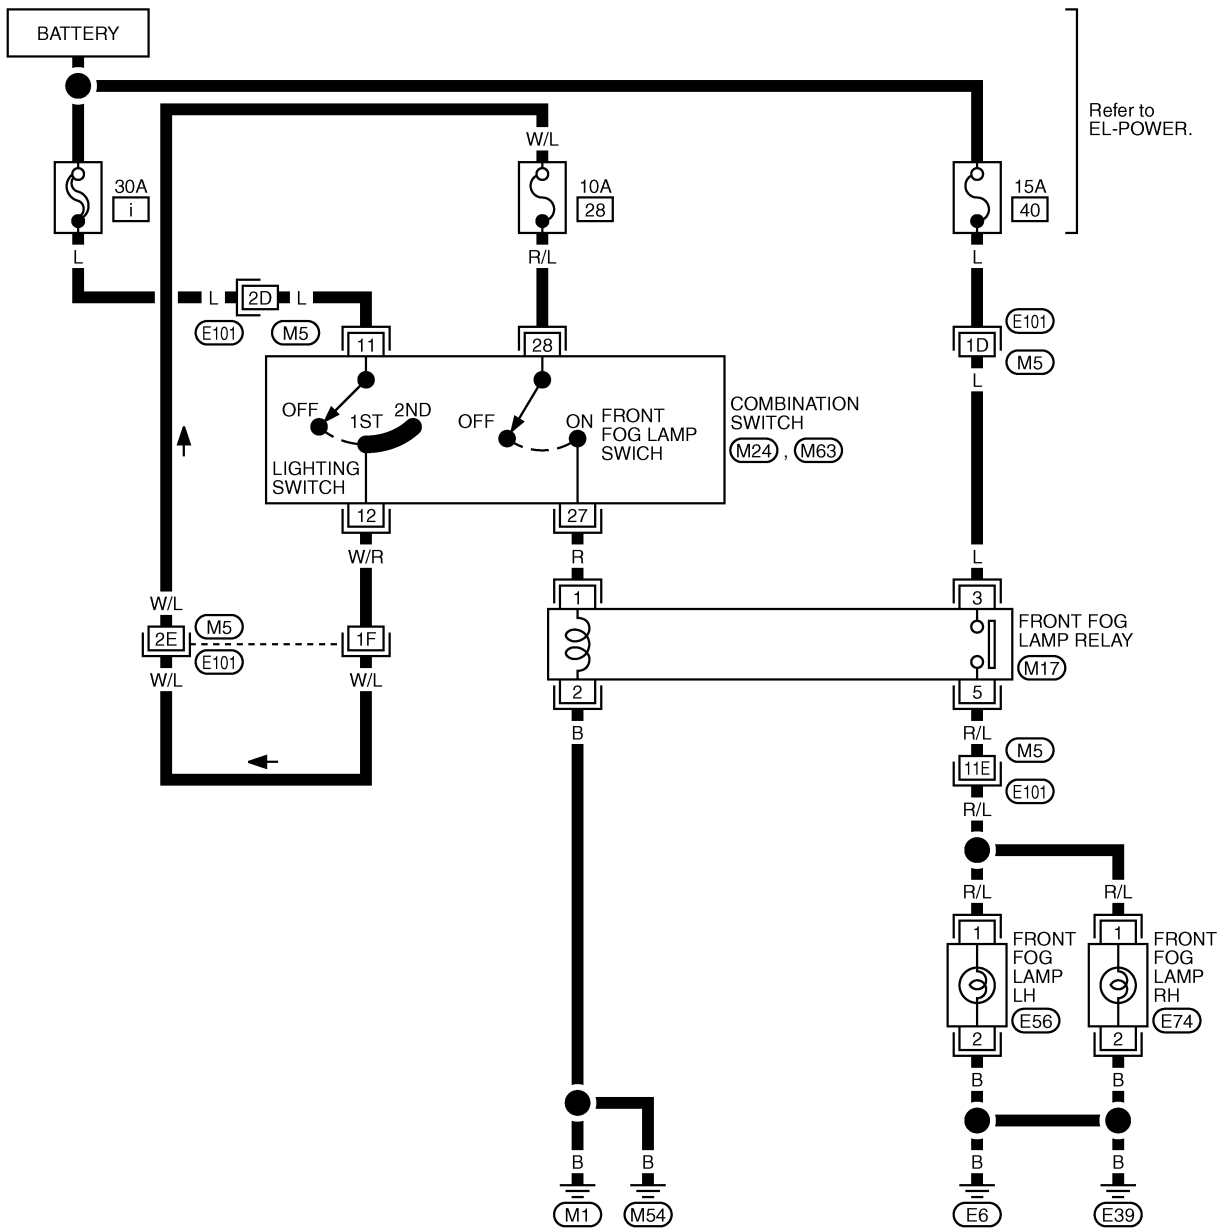 BATTERY
Refer to
EL-POWER.
W/L
30A
i
10A
28
15A
40
L
R/L
L
L
2D
L
E101
M5
E101
11
28
1D
M5
L
OFF
1ST
2ND
OFF
ON
FRONT
FOG LAMP
SWICH
LIGHTING
SWITCH
COMBINATION
SWITCH
M24 , M63
12
27
W/R
R
L
W/L
1
3
M5
2E
1F
E101
FRONT FOG
LAMP RELAY
M17
W/L
W/L
2
5
B
R/L
M5
11E
E101
R/L
R/L
R/L
1
1
FRONT
FOG
LAMP
LH
E56
FRONT
FOG
LAMP
RH
E74
2
2
B
B
B
B
B
B
M1
M54
E6
E39